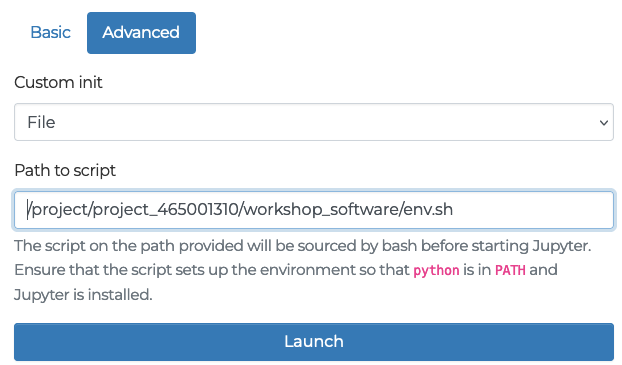 Basic
Advanced
Custom init
File
Path to script
/project/project_465001310/workshop_software/env.sh
The script on the path provided will be sourced by bash before starting Jupyter.
Ensure that the script sets up the environment so that python is in PATH and
Jupyter is installed.
Launch